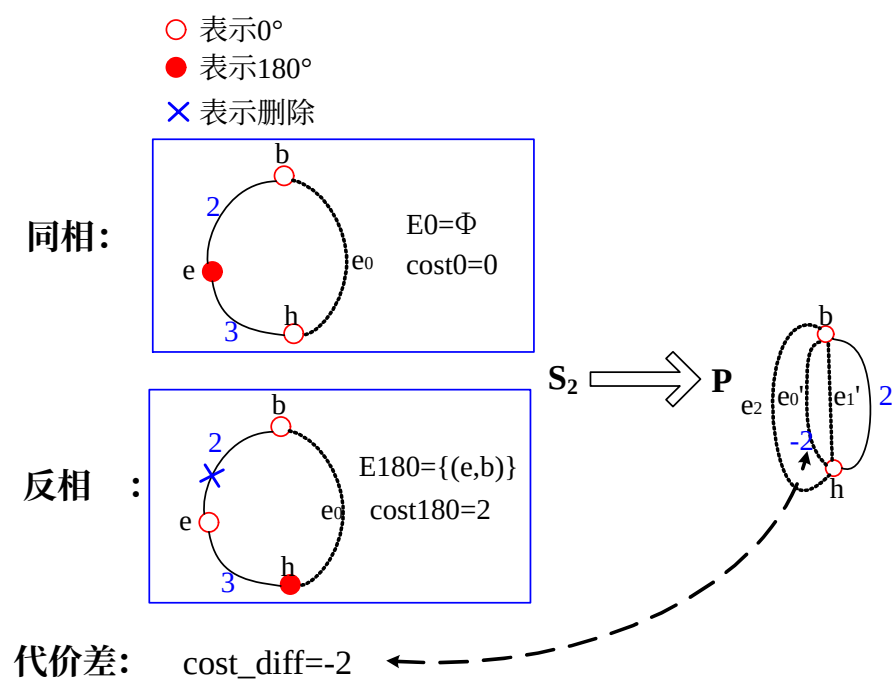 表示0°
表示180°
表示删除
同相：
b
2
e
3
h
e0
E0=Φ
cost0=0
S2
P
b
e2
e0'
e1'
2
-2
h
反相 ：
b
2
e
3
h
e0
E180={(e,b)}
cost180=2
代价差： cost_diff=-2